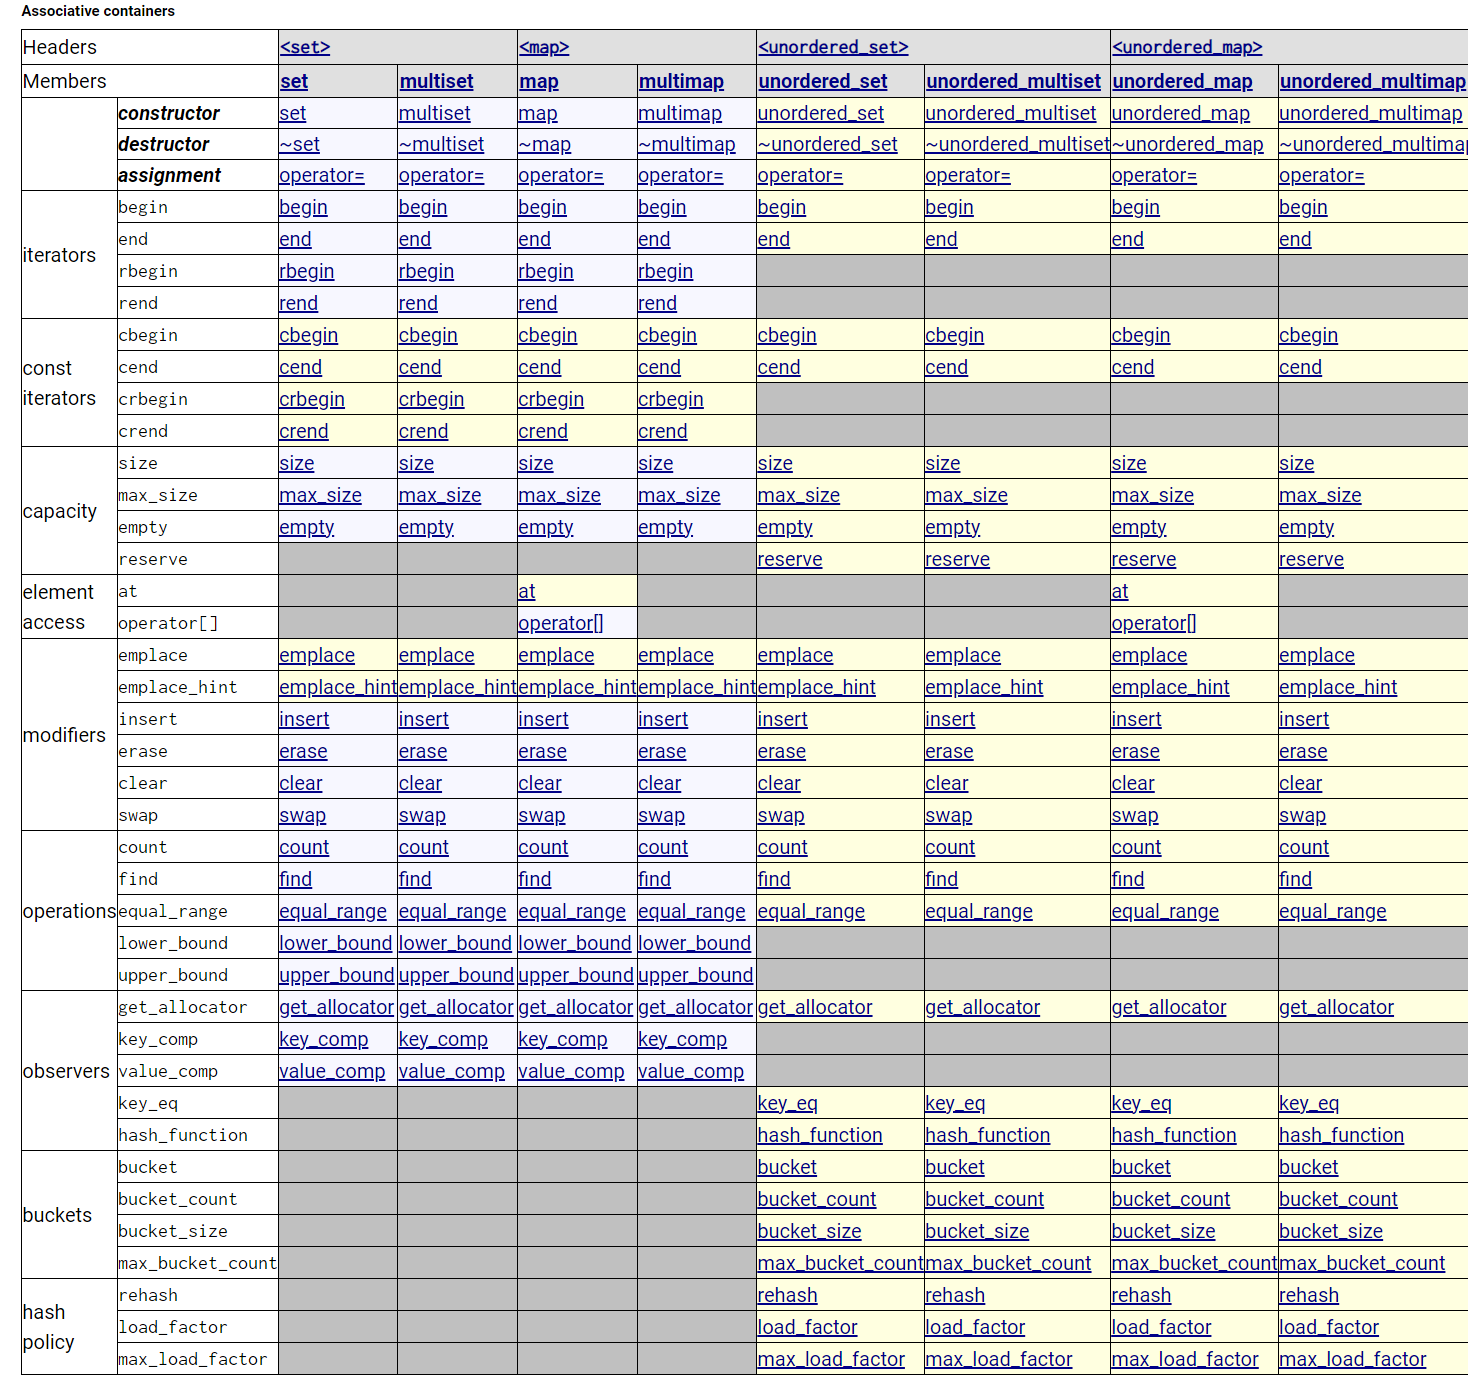 Associative containers
Headers <set> <map> <unordered_set> <unordered_map>
Members set multiset map multimap unordered_set unordered_multiset unordered_map unordered_multimap
constructor set multiset map multimap unordered_set unordered_multiset unordered_map unordered_multimap
destructor ~set ~multiset ~map ~multimap ~unordered_set ~unordered_multiset ~unordered_map ~unordered_multimap
assignment operator= operator= operator= operator= operator= operator= operator= operator=
iterators
begin begin begin begin begin begin begin begin begin
end end end end end end end end end
rbegin rbegin rbegin rbegin rbegin
rend rend rend rend rend
const
iterators
cbegin cbegin cbegin cbegin cbegin cbegin cbegin cbegin cbegin
cend cend cend cend cend cend cend cend cend
crbegin crbegin crbegin crbegin crbegin
crend crend crend crend crend
capacity
size size size size size size size size size
max_size max_size max_size max_size max_size max_size max_size max_size max_size
empty empty empty empty empty empty empty empty empty
reserve reserve reserve reserve reserve
element
access
at at at
operator[] operator[] operator[]
modifiers
emplace emplace emplace emplace emplace emplace emplace emplace emplace
emplace_hint emplace_hint emplace_hint emplace_hint emplace_hint emplace_hint emplace_hint emplace_hint emplace_hint
insert insert insert insert insert insert insert insert insert
erase erase erase erase erase erase erase erase erase
clear clear clear clear clear clear clear clear clear
swap swap swap swap swap swap swap swap swap
operations
count count count count count count count count count
find find find find find find find find find
equal_range equal_range equal_range equal_range equal_range equal_range equal_range equal_range equal_range
lower_bound lower_bound lower_bound lower_bound lower_bound
upper_bound upper_bound upper_bound upper_bound upper_bound
observers
get_allocator get_allocator get_allocator get_allocator get_allocator get_allocator get_allocator get_allocator get_allocator
key_comp key_comp key_comp key_comp key_comp
value_comp value_comp value_comp value_comp value_comp
key_eq key_eq key_eq key_eq key_eq
hash_function hash_function hash_function hash_function hash_function
buckets
bucket bucket bucket bucket bucket
bucket_count bucket_count bucket_count bucket_count bucket_count
bucket_size bucket_size bucket_size bucket_size bucket_size
max_bucket_count max_bucket_count max_bucket_count max_bucket_count max_bucket_count
hash
policy
rehash rehash rehash rehash rehash
load_factor load_factor load_factor load_factor load_factor
max_load_factor max_load_factor max_load_factor max_load_factor max_load_factor